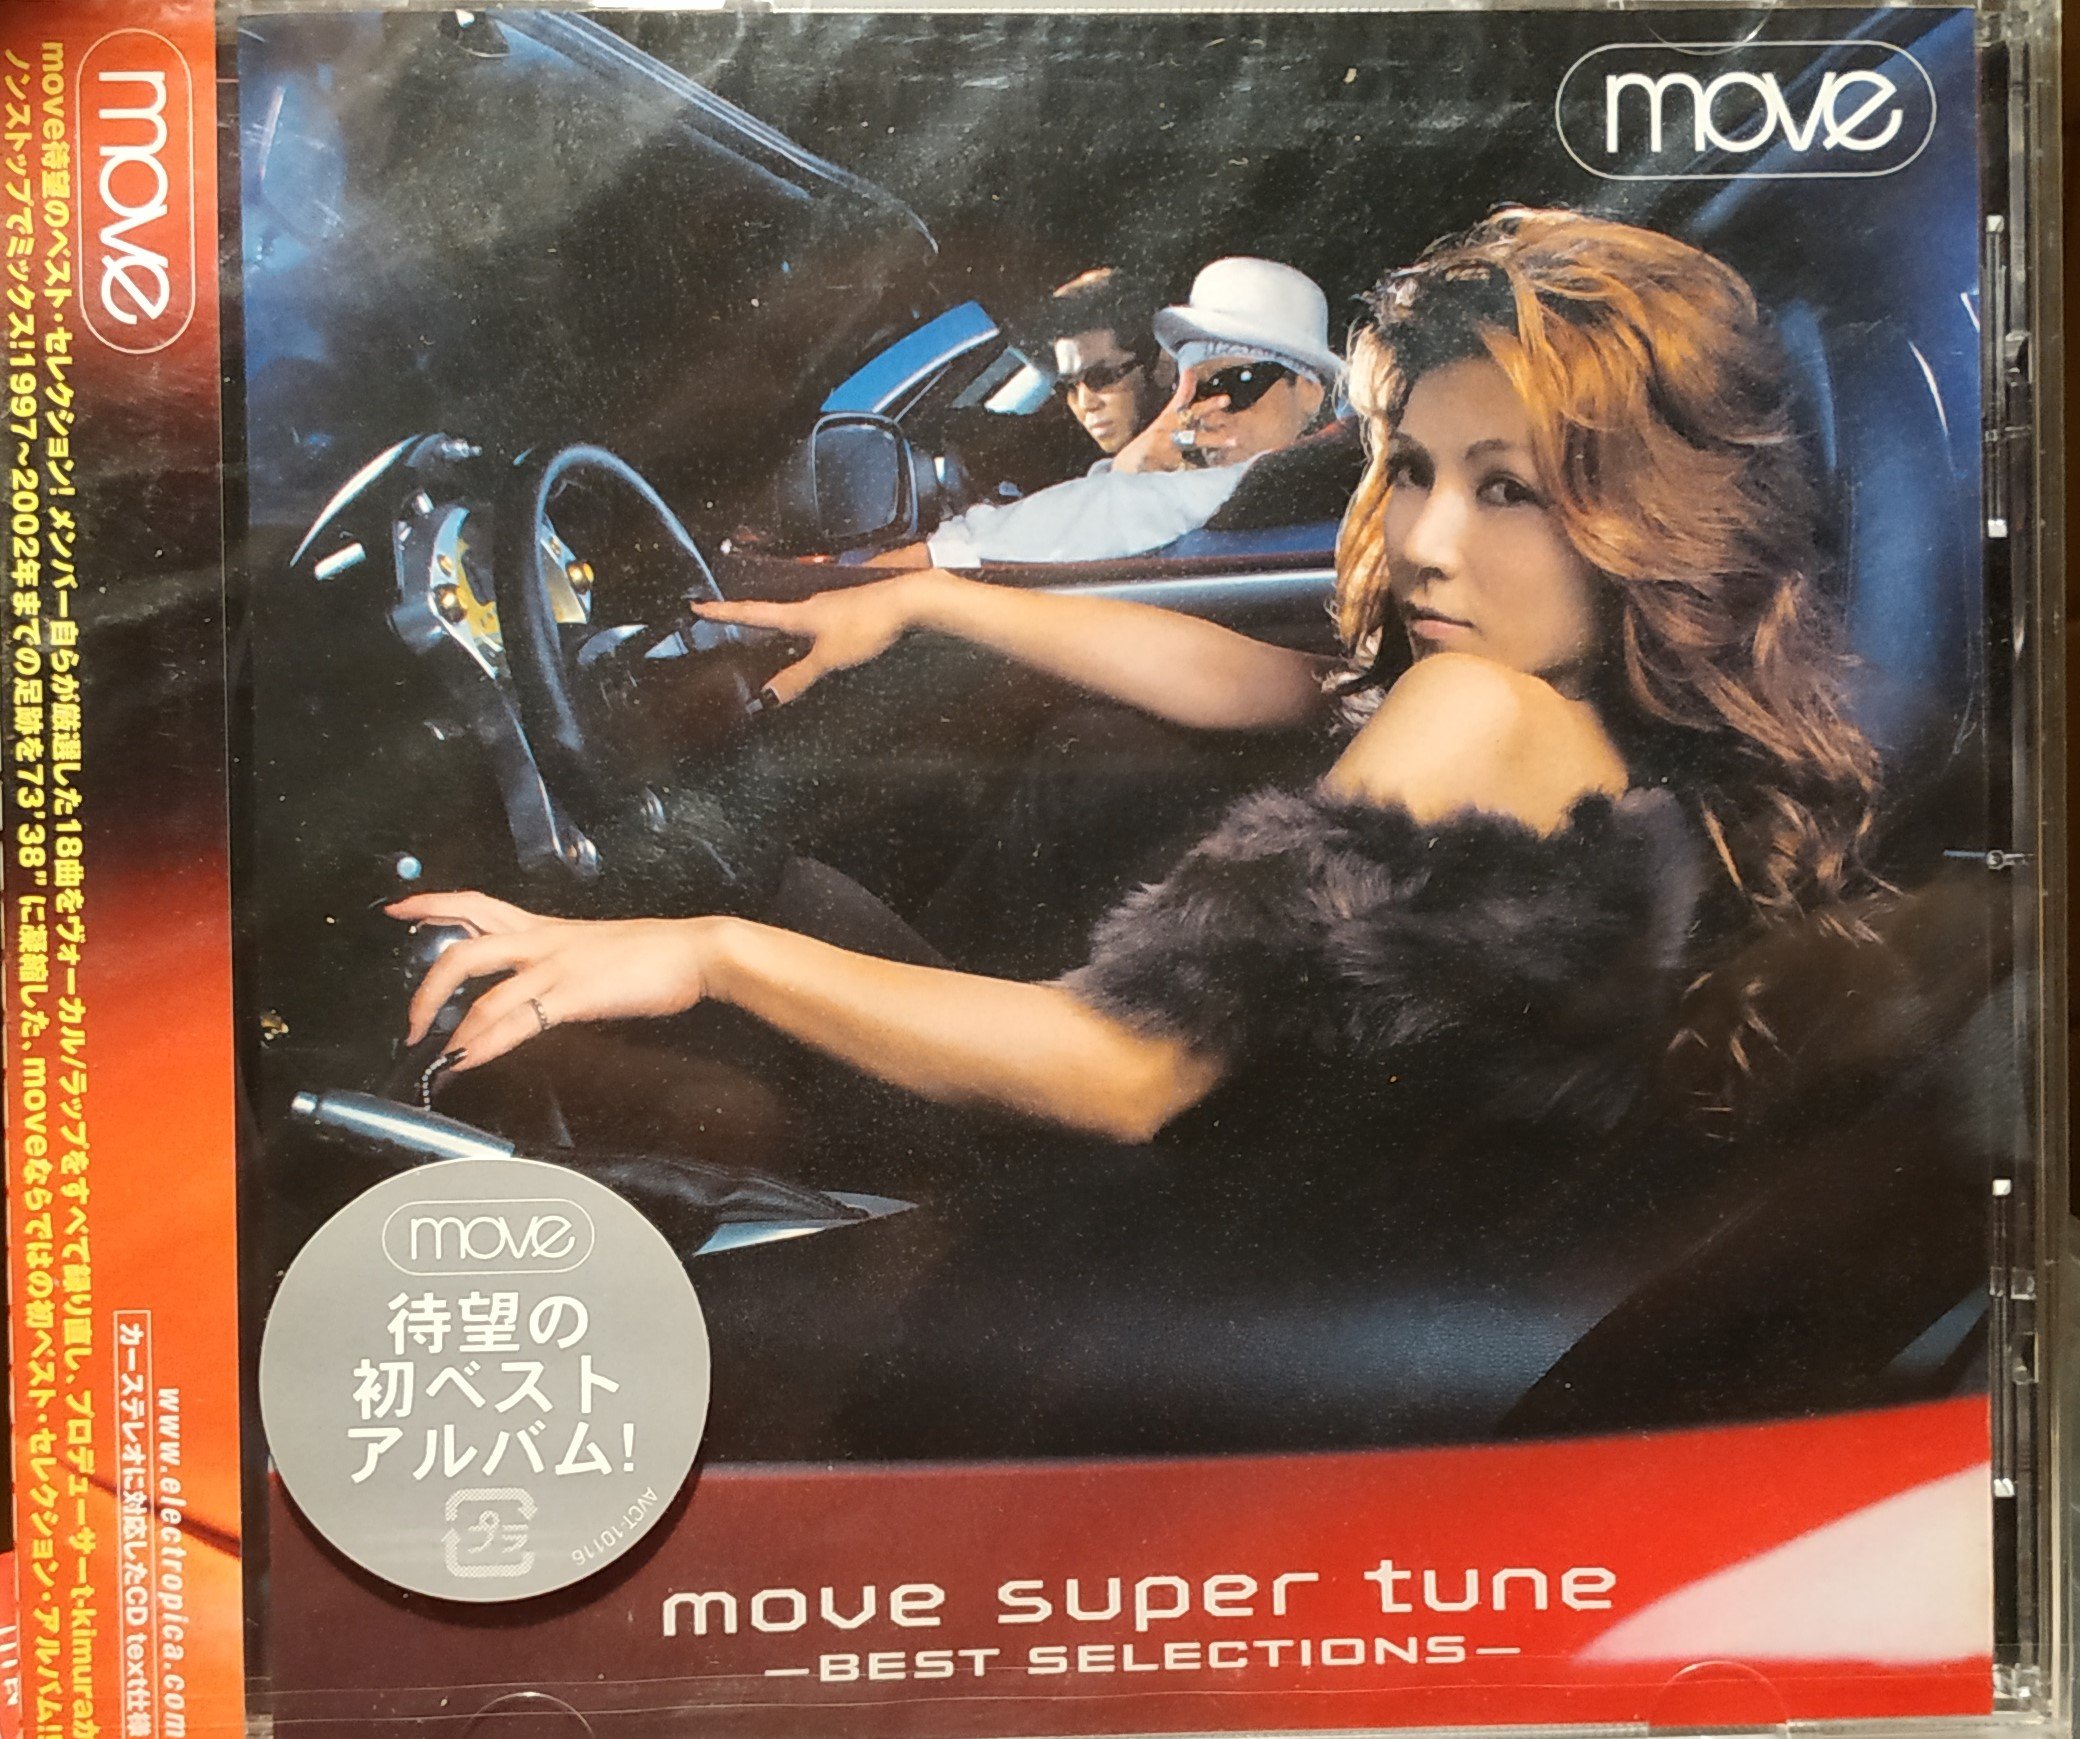 move
move待望のベスト・セレクション! メンバー自らが厳選した18曲をヴォーカル/ラップをすべて録り直し、プロデューサーt-kimuraが
ノンストップでミックス!1997〜2002年までの足跡を73'38"に凝縮した、moveならではの初ベスト・セレクション・アルバム!
www.electropica.com
カーステレオに対応したCD text仕様
move
move
待望の
初ベスト
アルバム!
プラ
AVCT-10116
move super tune
–BEST SELECTIONS–